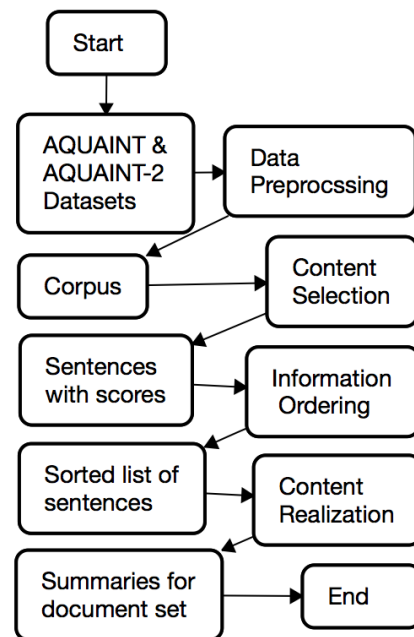 Start
AQUAINT &
AQUAINT-2
Datasets
Data
Preprocssing
Corpus
Content
Selection
Sentences
with scores
Information
Ordering
Sorted list of
sentences
Content
Realization
Summaries for
document set
End